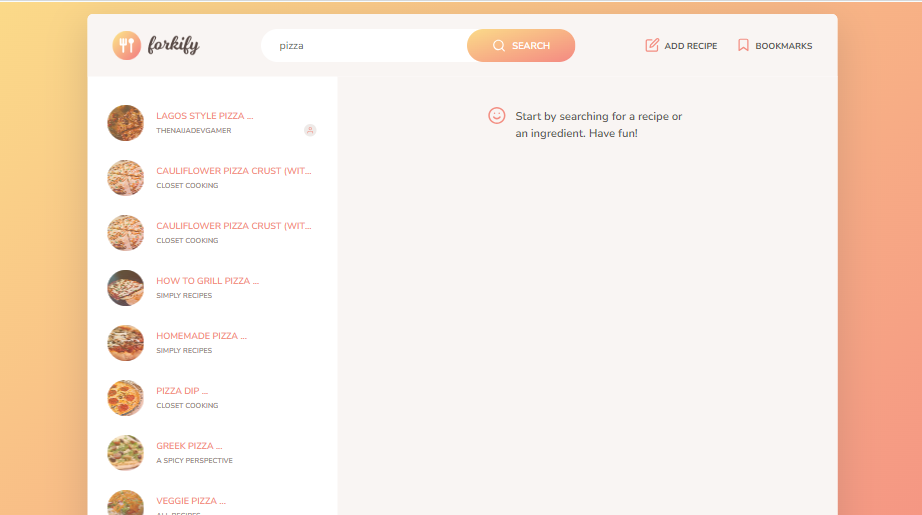 forkify
pizza
SEARCH
ADD RECIPE
BOOKMARKS
LAGOS STYLE PIZZA ...
THENAIJADEVGAMER
CAULIFLOWER PIZZA CRUST (WIT...
CLOSET COOKING
CAULIFLOWER PIZZA CRUST (WIT...
CLOSET COOKING
HOW TO GRILL PIZZA ...
SIMPLY RECIPES
HOMEMADE PIZZA ...
SIMPLY RECIPES
PIZZA DIP ...
CLOSET COOKING
GREEK PIZZA ...
A SPICY PERSPECTIVE
VEGGIE PIZZA ...
ALL RECIPES
Start by searching for a recipe or
an ingredient. Have fun!